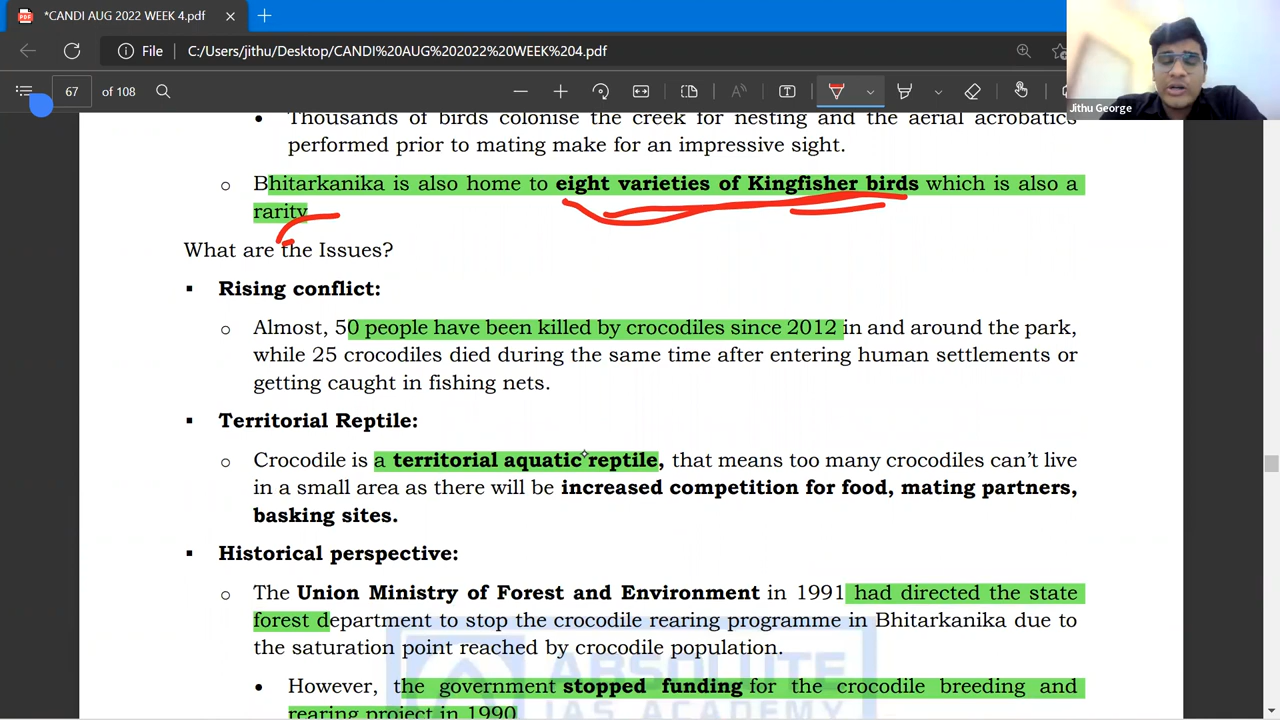 *CANDI AUG 2022 WEEK 4.pdf
File C:/Users/jithu/Desktop/CANDI%20AUG%202022%20WEEK%204.pdf
67 of 108
Jithu George
Thousands of birds colonise the creek for nesting and the aerial acrobatics
performed prior to mating make for an impressive sight.
Bhitarkanika is also home to eight varieties of Kingfisher birds which is also a
rarity
What are the Issues?
Rising conflict:
Almost, 50 people have been killed by crocodiles since 2012 in and around the park,
while 25 crocodiles died during the same time after entering human settlements or
getting caught in fishing nets.
Territorial Reptile:
Crocodile is a territorial aquatic reptile, that means too many crocodiles can’t live
in a small area as there will be increased competition for food, mating partners,
basking sites.
Historical perspective:
The Union Ministry of Forest and Environment in 1991 had directed the state
forest department to stop the crocodile rearing programme in Bhitarkanika due to
the saturation point reached by crocodile population.
However, the government stopped funding for the crocodile breeding and
rearing project in 1990
ABSOLUTE
IAS ACADEMY